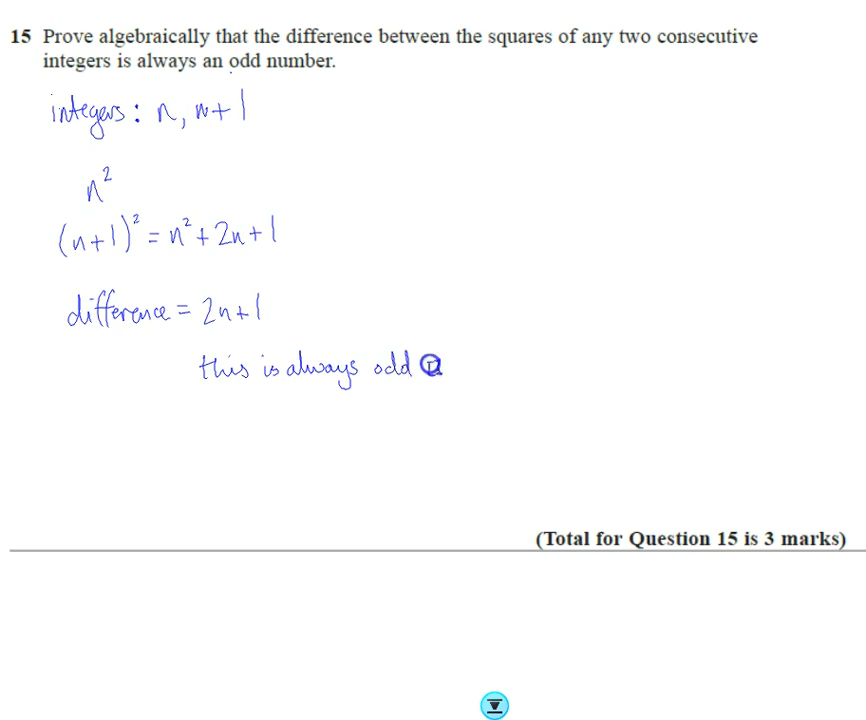 15 Prove algebraically that the difference between the squares of any two consecutive
integers is always an odd number.
integers: n, n+1
n²
(n+1)² = n² + 2n + 1
difference = 2n+1
this is always odd
(Total for Question 15 is 3 marks)